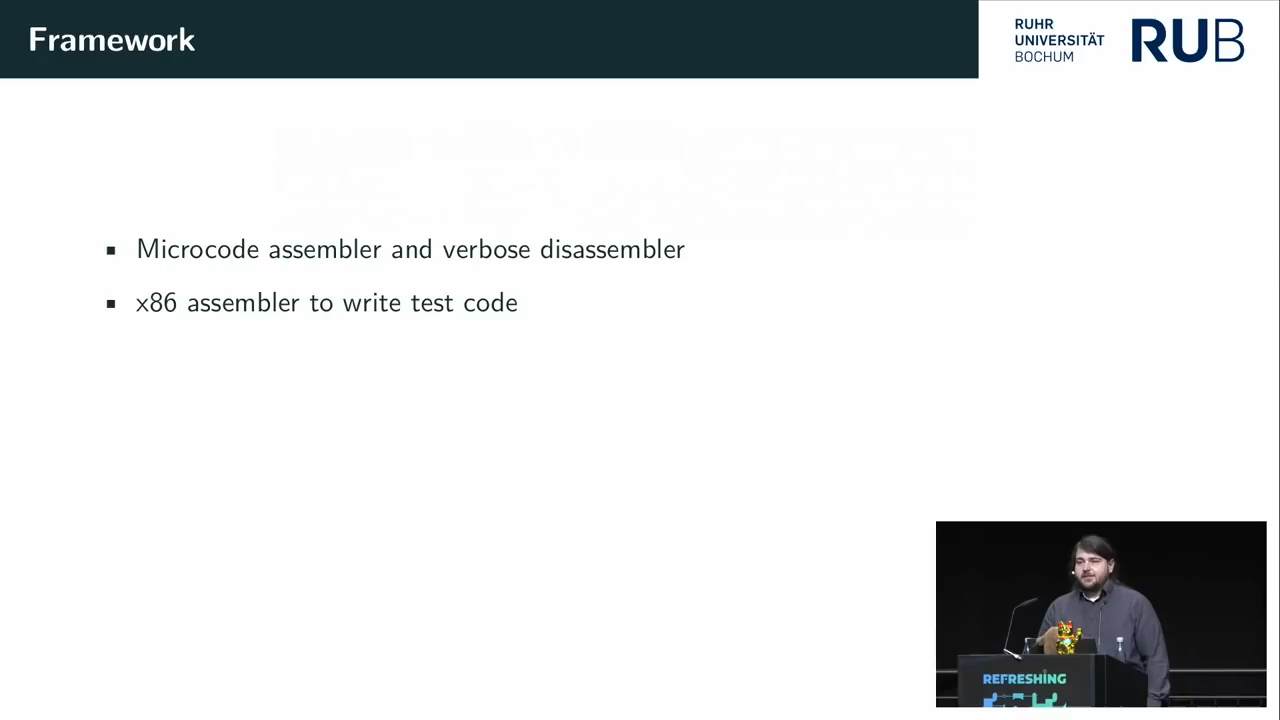 Framework
RUHR
UNIVERSITÄT
BOCHUM
RUB
Microcode assembler and verbose disassembler
x86 assembler to write test code
REFRESHING